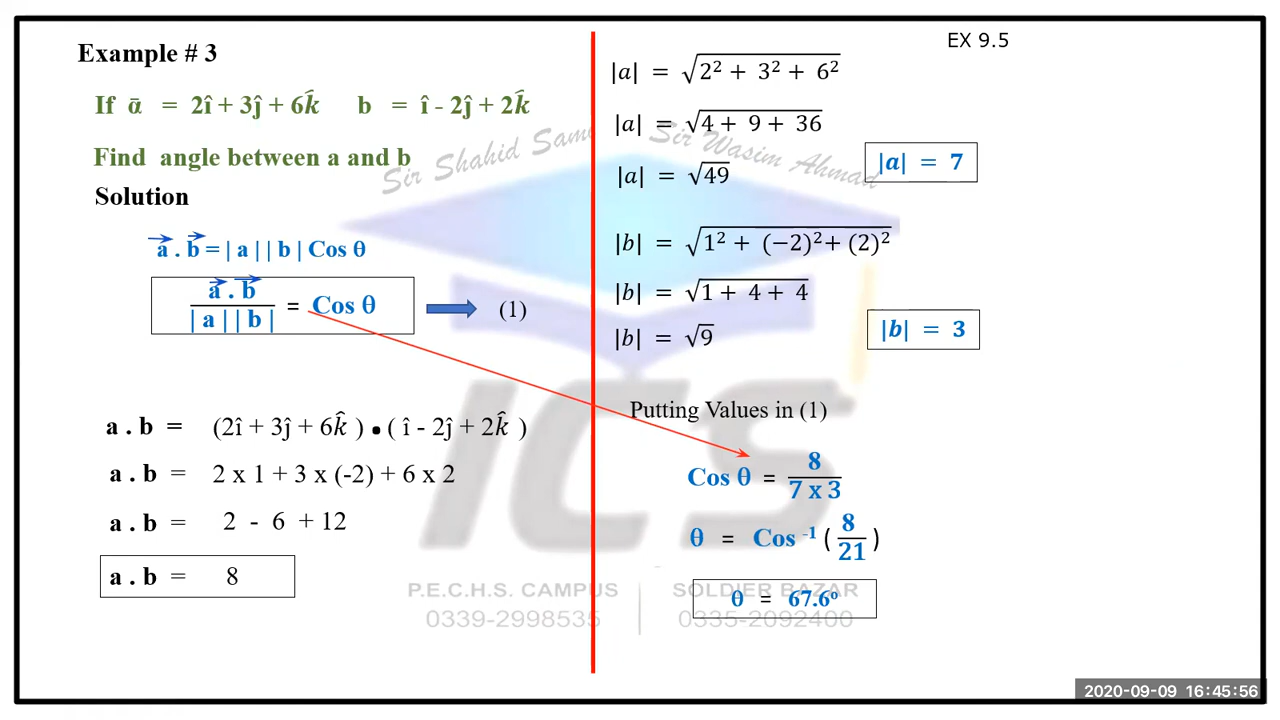 EX 9.5
Example # 3
If ᾱ = 2î + 3ĵ + 6k̂ b = î - 2ĵ + 2k̂
Find angle between a and b
Solution
a . b = | a | | b | Cos θ
a . b
| a | | b | = Cos θ (1)
a . b = (2î + 3ĵ + 6k̂ ) • ( î - 2ĵ + 2k̂ )
a . b = 2 x 1 + 3 x (-2) + 6 x 2
a . b = 2 - 6 + 12
a . b = 8
|a| = √2² + 3² + 6²
|a| = √4 + 9 + 36
|a| = √49
|a| = 7
|b| = √1² + (−2)²+ (2)²
|b| = √1 + 4 + 4
|b| = √9
|b| = 3
Putting Values in (1)
Cos θ = 8
7 x 3
θ = Cos ⁻¹ ( 8
21 )
θ = 67.6º
Sir Shahid Sami
Sir Wasim Ahmad
ICS
P.E.C.H.S. CAMPUS
0339-2998535
SOLDIER BAZAR
0335-2092400
2020-09-09 16:45:56